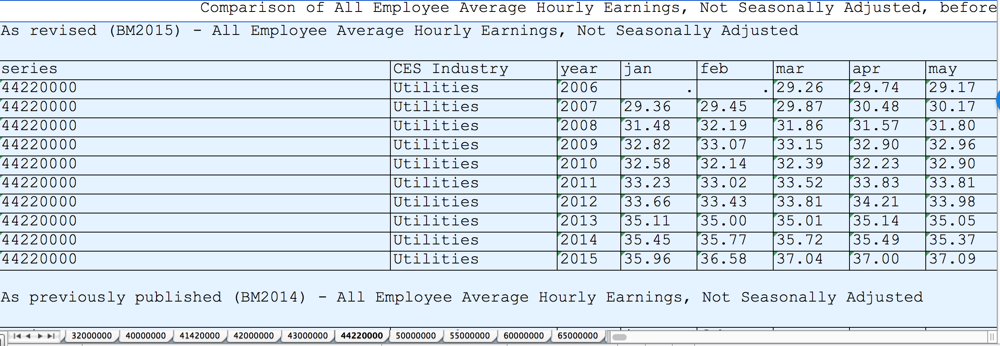 Comparison of All Employee Average Hourly Earnings, Not Seasonally Adjusted, before
As revised (BM2015) - All Employee Average Hourly Earnings, Not Seasonally Adjusted
series CES Industry year jan feb mar apr may
44220000 Utilities 2006 . . 29.26 29.74 29.17
44220000 Utilities 2007 29.36 29.45 29.87 30.48 30.17
44220000 Utilities 2008 31.48 32.19 31.86 31.57 31.80
44220000 Utilities 2009 32.82 33.07 33.15 32.90 32.96
44220000 Utilities 2010 32.58 32.14 32.39 32.23 32.90
44220000 Utilities 2011 33.23 33.02 33.52 33.83 33.81
44220000 Utilities 2012 33.66 33.43 33.81 34.21 33.98
44220000 Utilities 2013 35.11 35.00 35.01 35.14 35.05
44220000 Utilities 2014 35.45 35.77 35.72 35.49 35.37
44220000 Utilities 2015 35.96 36.58 37.04 37.00 37.09
As previously published (BM2014) - All Employee Average Hourly Earnings, Not Seasonally Adjusted
32000000 40000000 41420000 42000000 43000000 44220000 50000000 55000000 60000000 65000000